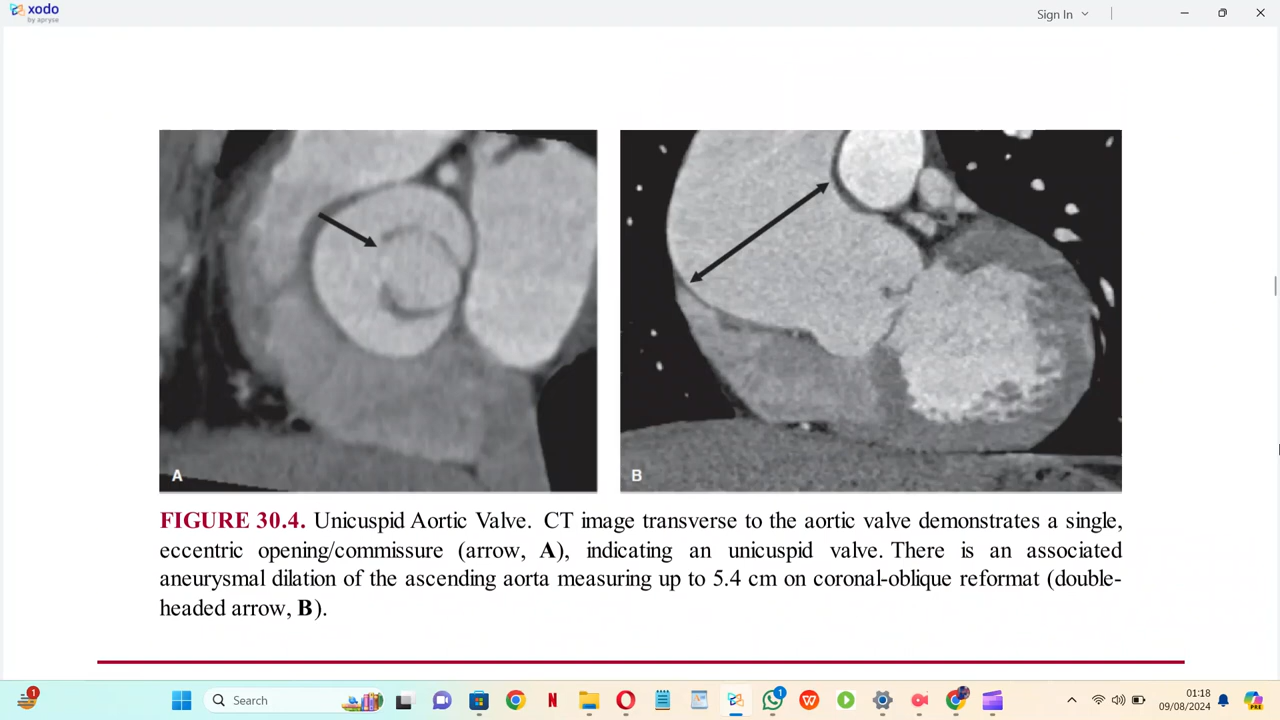 xodo
by apryse
Sign In
A
B
FIGURE 30.4. Unicuspid Aortic Valve. CT image transverse to the aortic valve demonstrates a single,
eccentric opening/commissure (arrow, A), indicating an unicuspid valve. There is an associated
aneurysmal dilation of the ascending aorta measuring up to 5.4 cm on coronal-oblique reformat (double-
headed arrow, B).
1
Search
1
01:18
09/08/2024
PRE